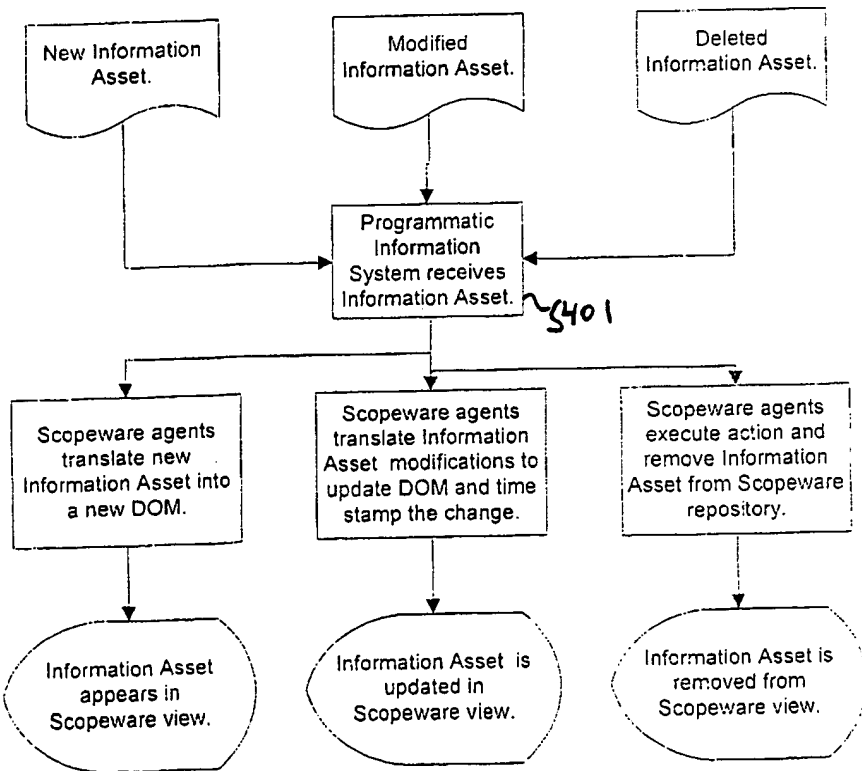 New Information
Asset.
Modified
Information Asset.
Deleted
Information Asset.
Programmatic
Information
System receives
Information Asset.
S401
Scopeware agents
translate new
Information Asset into
a new DOM.
Scopeware agents
translate Information
Asset modifications to
update DOM and time
stamp the change.
Scopeware agents
execute action and
remove Information
Asset from Scopeware
repository.
Information Asset
appears in
Scopeware view.
Information Asset is
updated in
Scopeware view.
Information Asset is
removed from
Scopeware view.